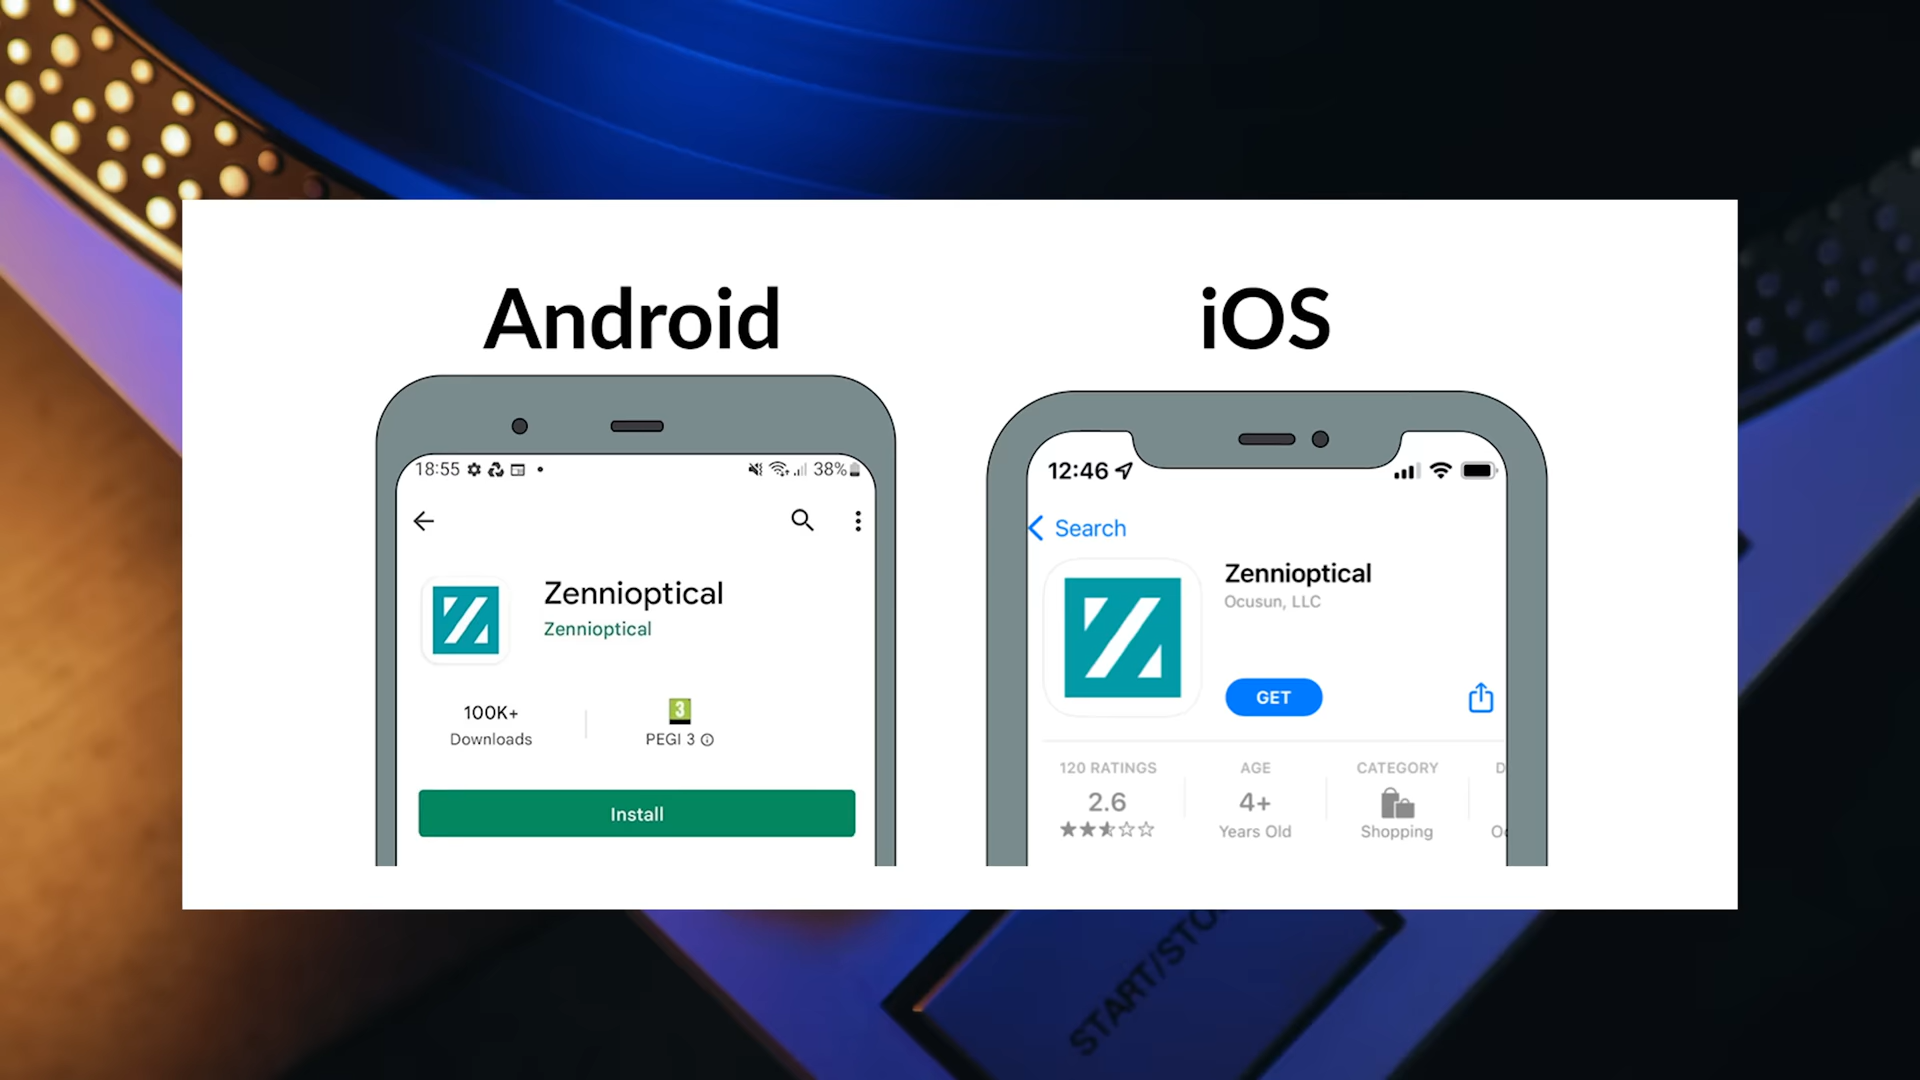 Android
iOS
18:55
38%
Zennioptical
Zennioptical
100K+
Downloads
3
PEGI 3
Install
12:46
Search
Zennioptical
Ocusun, LLC
GET
120 RATINGS
AGE
CATEGORY
2.6
4+
Years Old
Shopping
START/STO